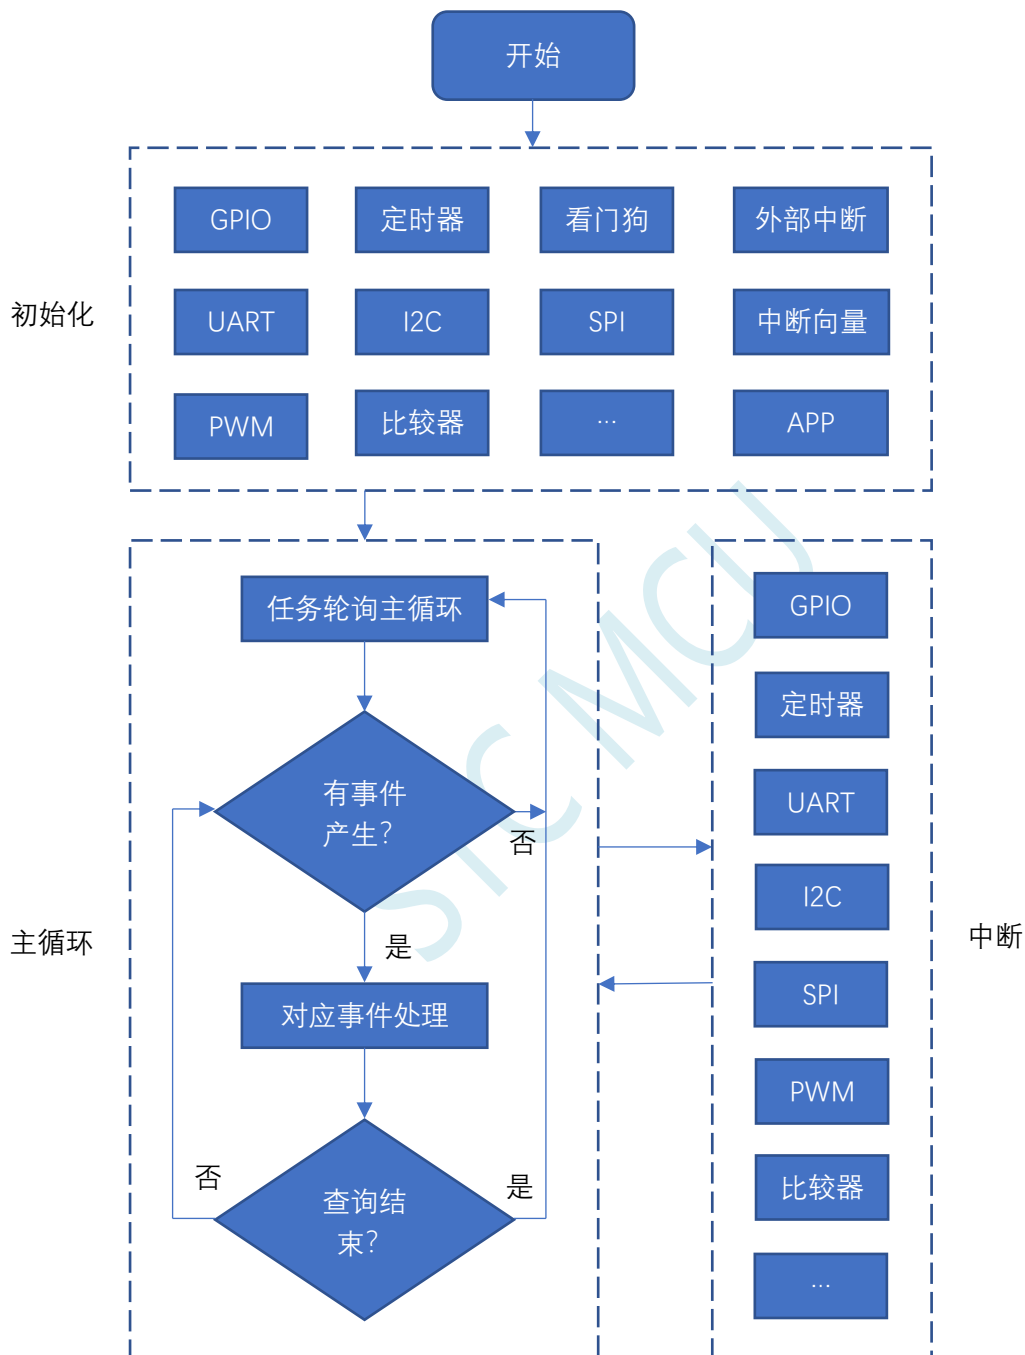 开始
GPIO
定时器
看门狗
外部中断
初始化
UART
I2C
SPI
中断向量
PWM
比较器
...
APP
任务轮询主循环
有事件
产生?
否
是
主循环
对应事件处理
否
查询结
束?
是
GPIO
定时器
UART
I2C
中断
SPI
PWM
比较器
...
STC MCU